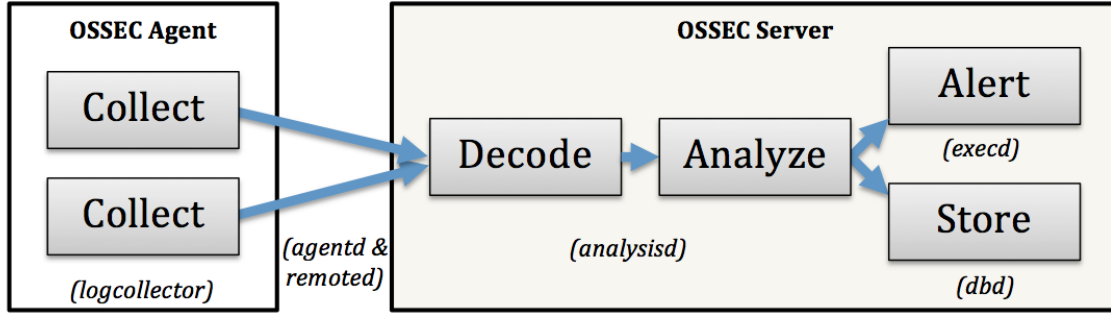 OSSEC Agent
Collect
Collect
(logcollector)
(agentd &
remoted)
OSSEC Server
Decode
Analyze
(analysisd)
Alert
(execd)
Store
(dbd)